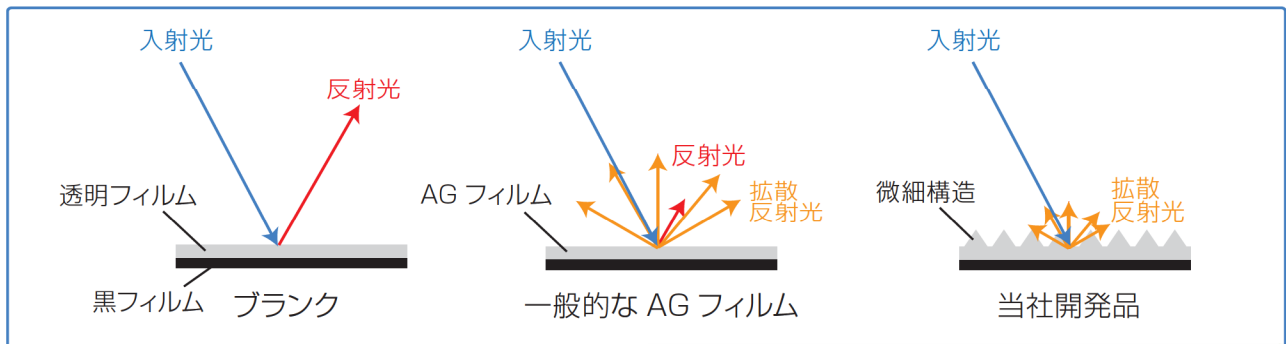 入射光
反射光
透明フィルム
黒フィルム
ブランク
入射光
反射光
AG フィルム
拡散
反射光
一般的な AG フィルム
入射光
微細構造
拡散
反射光
当社開発品